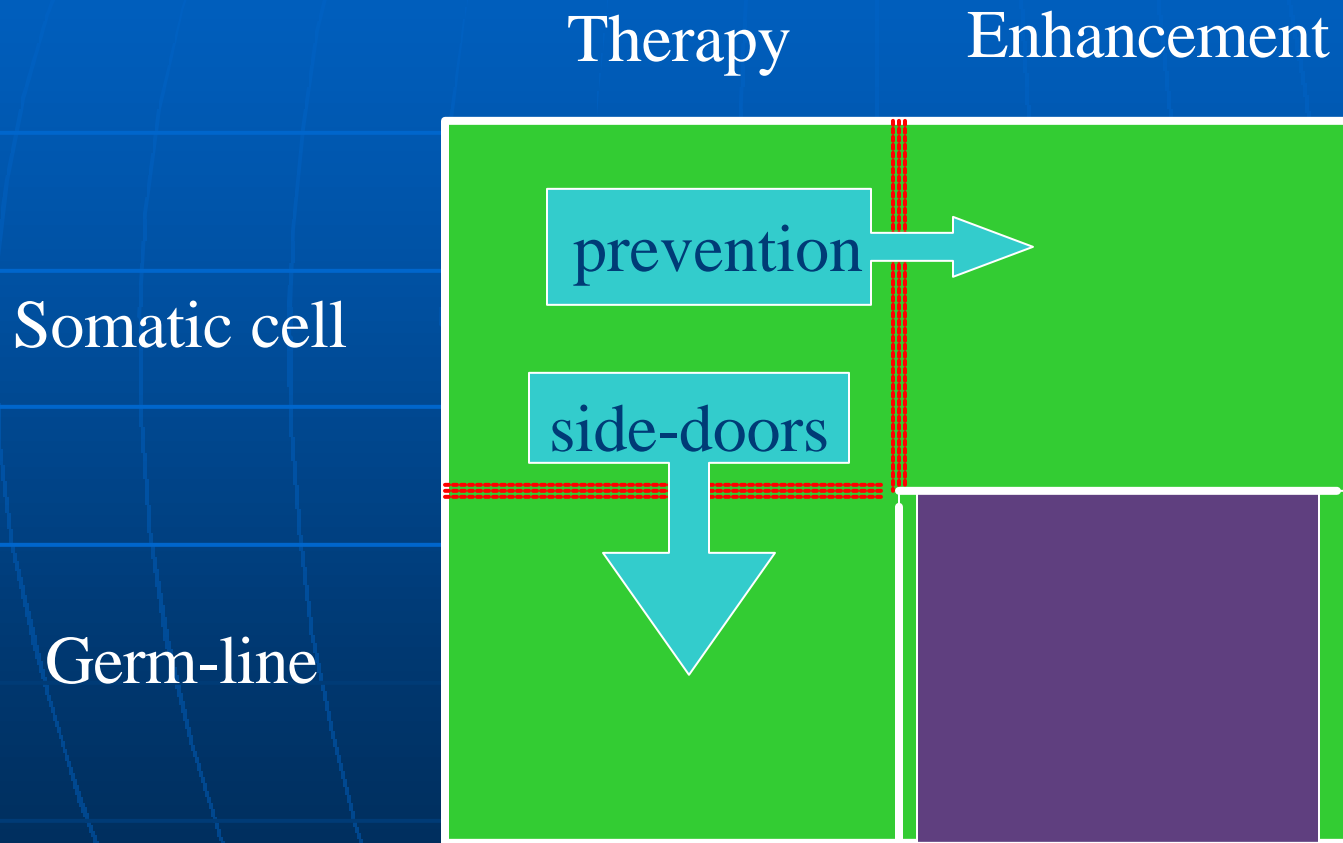 Therapy
Enhancement
prevention
Somatic cell
side-doors
Germ-line